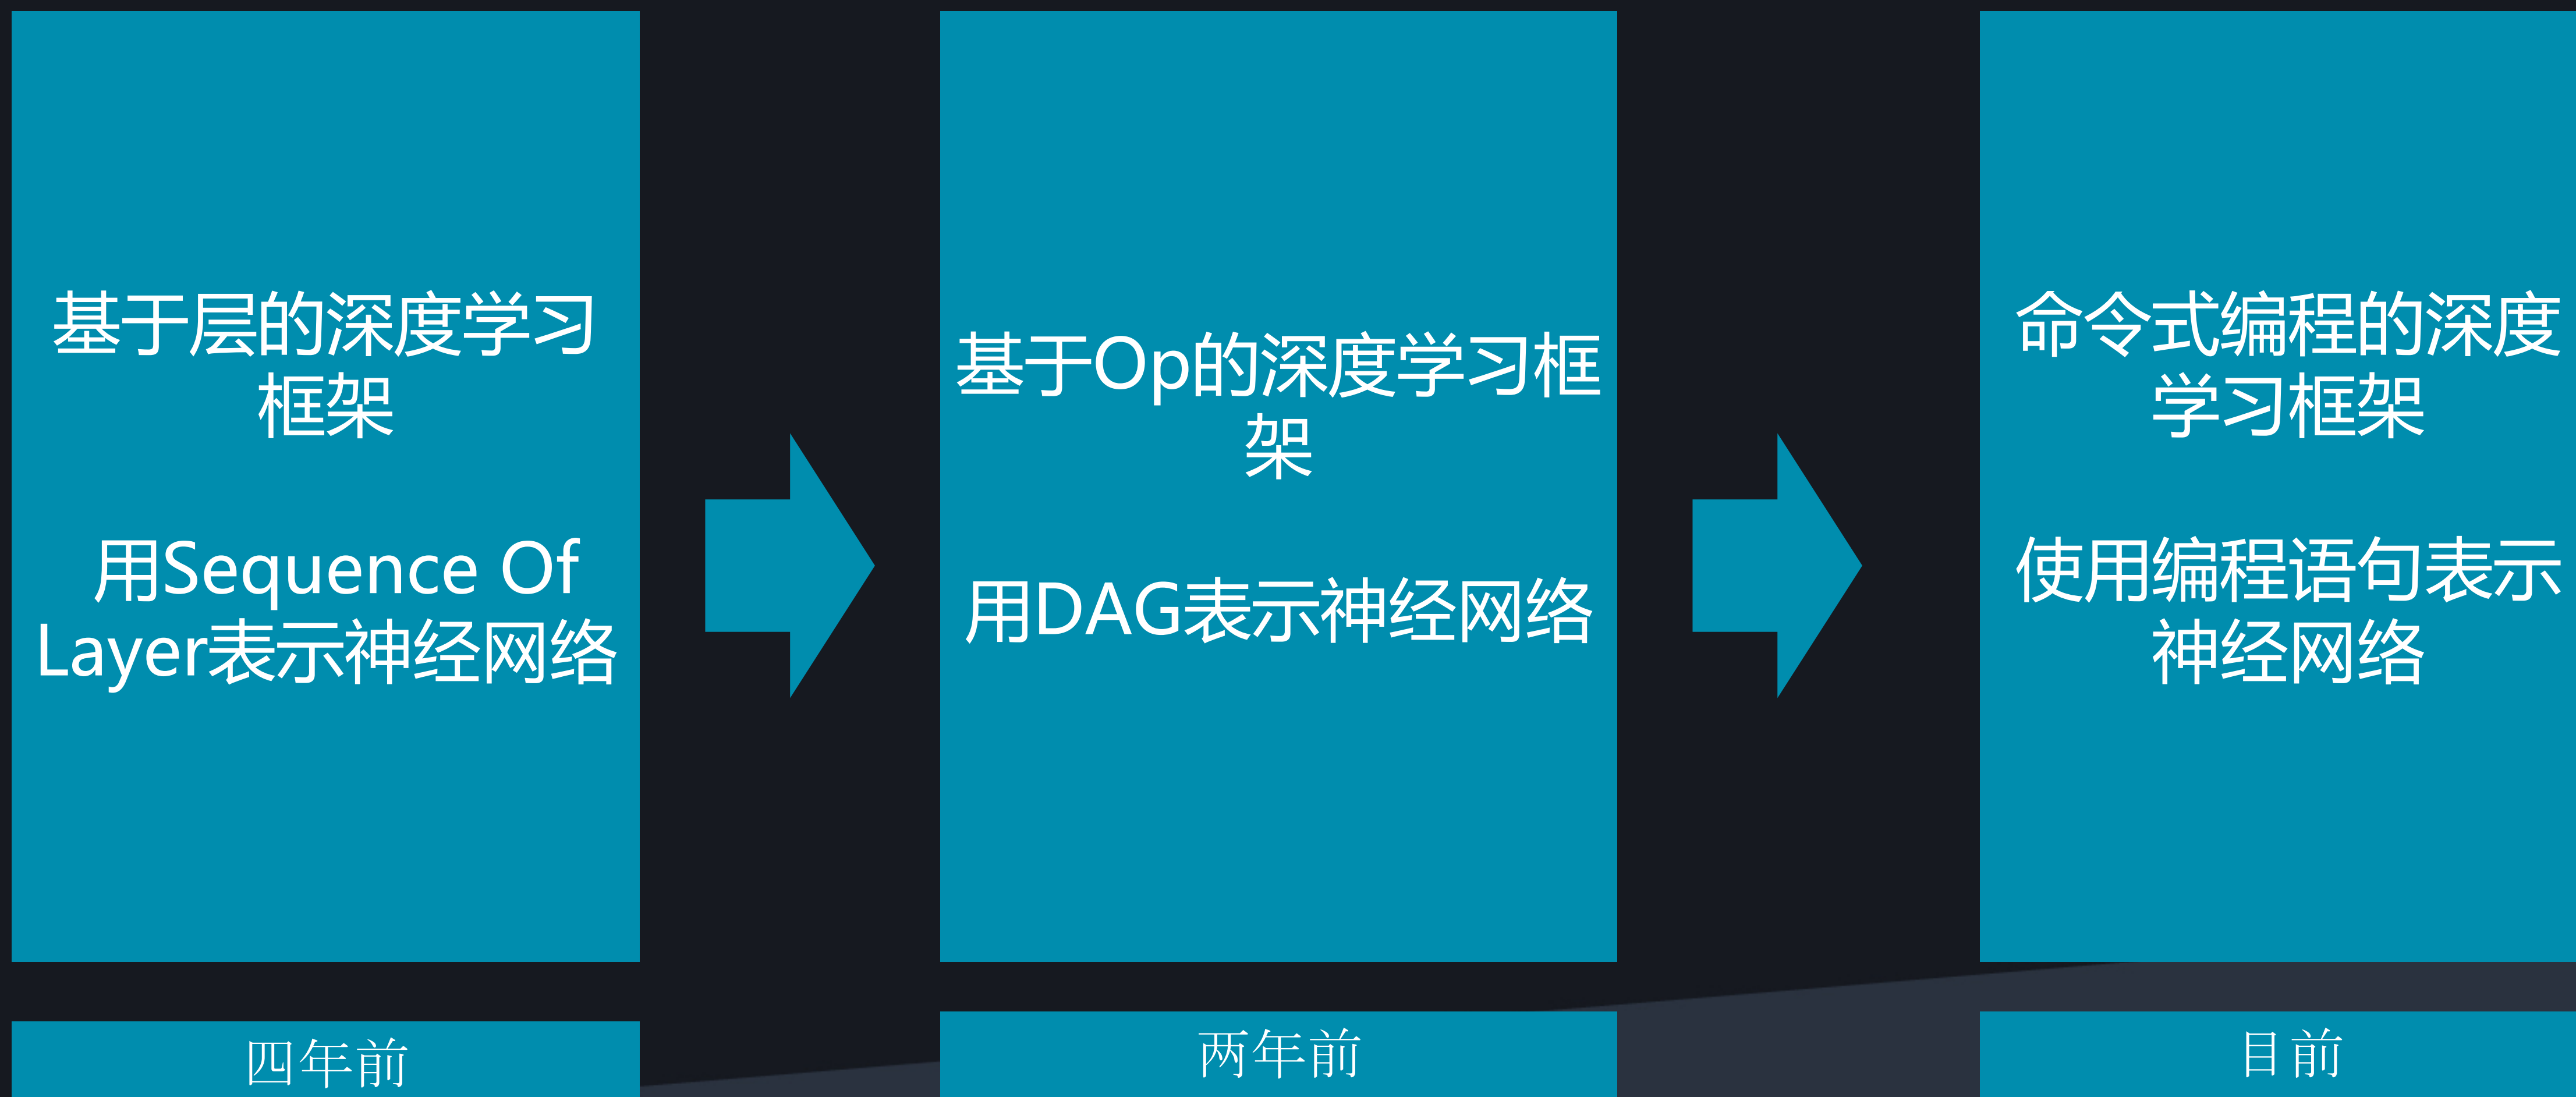 基于层的深度学习
框架
用Sequence Of
Layer表示神经网络
基于Op的深度学习框
架
用DAG表示神经网络
命令式编程的深度
学习框架
使用编程语句表示
神经网络
四年前
两年前
目前